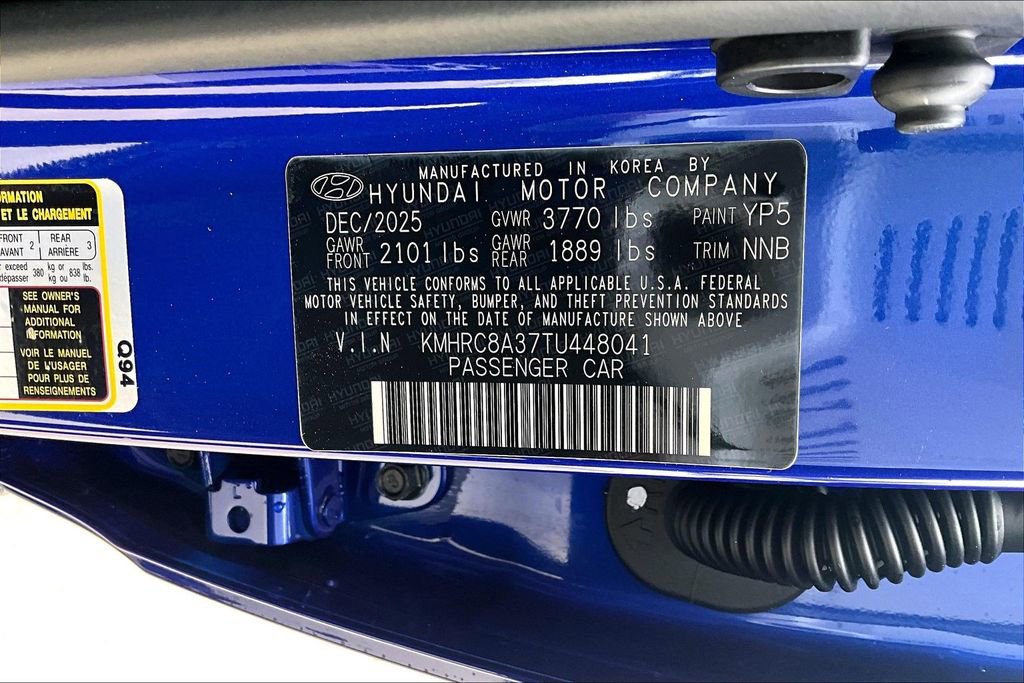 MANUFACTURED IN KOREA BY
HYUNDAI MOTOR COMPANY
DEC/2025 GVWR 3770 lbs PAINT YP5
GAWR FRONT 2101 lbs GAWR REAR 1889 lbs TRIM NNB
THIS VEHICLE CONFORMS TO ALL APPLICABLE U.S.A. FEDERAL
MOTOR VEHICLE SAFETY, BUMPER, AND THEFT PREVENTION STANDARDS
IN EFFECT ON THE DATE OF MANUFACTURE SHOWN ABOVE
V.I.N KMHRC8A37TU448041
PASSENGER CAR
ET LE CHARGEMENT
FRONT 2 REAR 3
AVANT ARRIÈRE
exceed 380 kg or 838 lbs.
dépasser kg ou lb.
SEE OWNER'S
MANUAL FOR
ADDITIONAL
INFORMATION
VOIR LE MANUEL
DE L'USAGER
POUR PLUS DE
RENSEIGNEMENTS
Q94